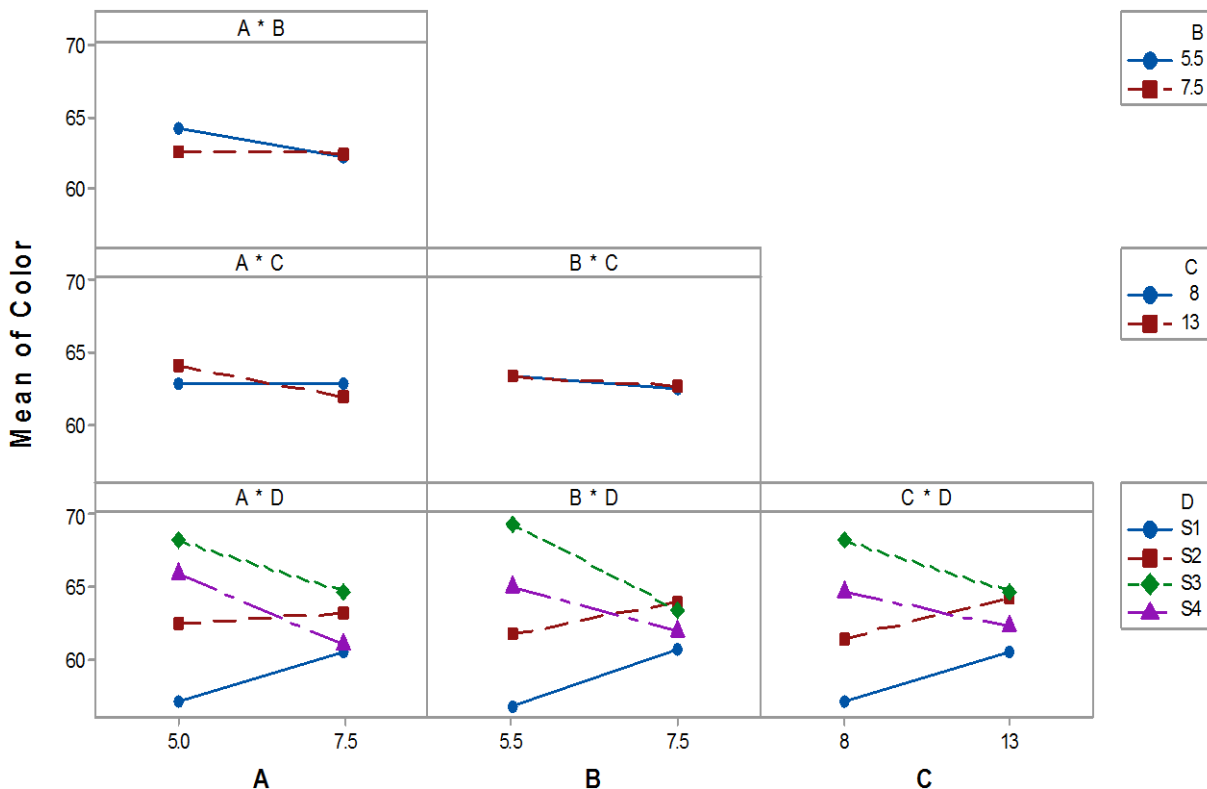 A * B
B
70
5.5
7.5
65
60
Mean of Color
A * C
B * C
C
70
8
13
65
60
A * D
B * D
C * D
D
70
S1
S2
S3
S4
65
60
5.0 7.5 5.5 7.5 8 13
A B C